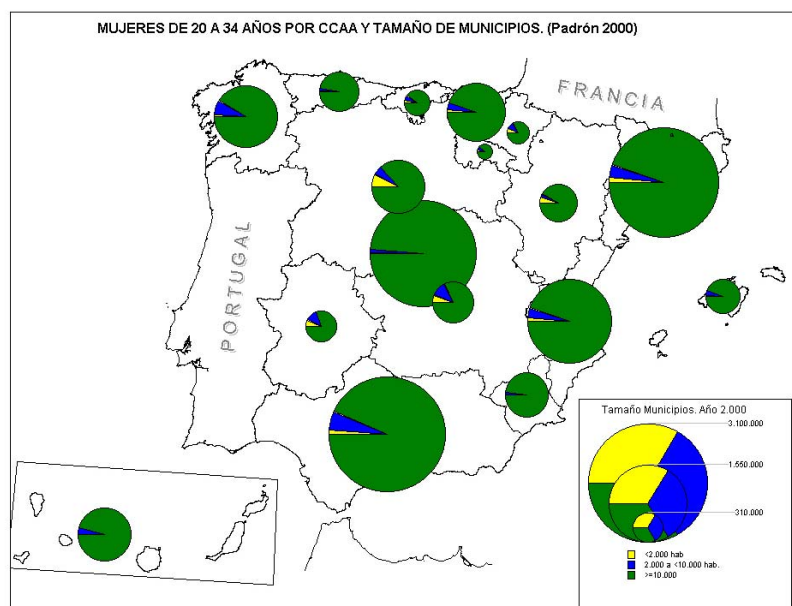 MUJERES DE 20 A 34 AÑOS POR CCAA Y TAMAÑO DE MUNICIPIOS. (Padrón 2000)
FRANCIA
PORTUGAL
Tamaño Municipios. Año 2.000
3.100.000
1.550.000
310.000
<2.000 hab
2.000 a <10.000 hab.
>=10.000